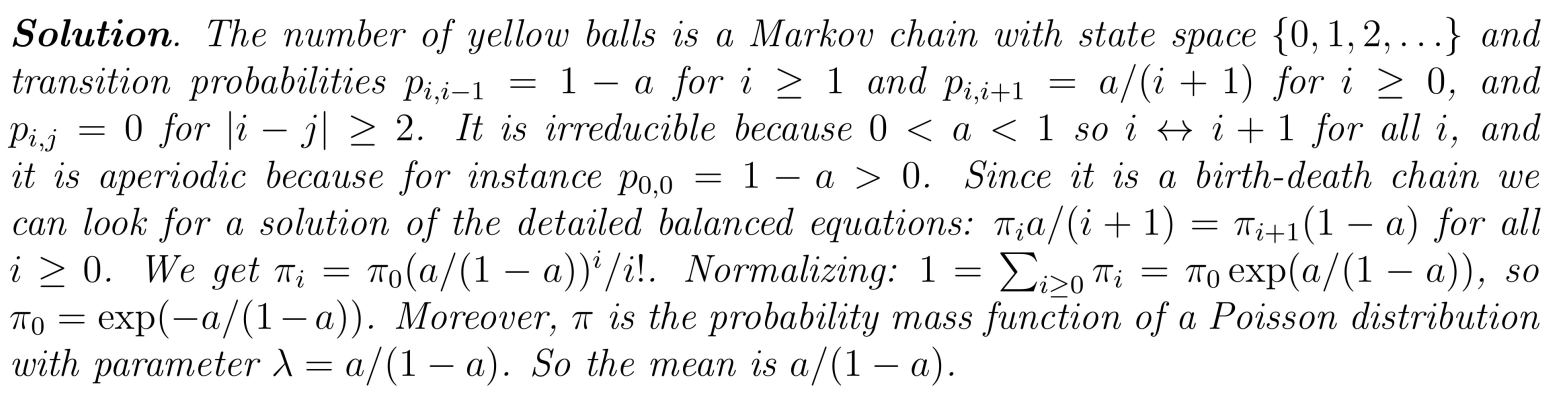 Solution. The number of yellow balls is a Markov chain with state space {0, 1, 2, . . .} and
transition probabilities p_{i,i−1} = 1 − a for i ≥ 1 and p_{i,i+1} = a/(i + 1) for i ≥ 0, and
p_{i,j} = 0 for |i − j| ≥ 2. It is irreducible because 0 < a < 1 so i ↔ i + 1 for all i, and
it is aperiodic because for instance p_{0,0} = 1 − a > 0. Since it is a birth-death chain we
can look for a solution of the detailed balanced equations: π_i a/(i + 1) = π_{i+1}(1 − a) for all
i ≥ 0. We get π_i = π_0(a/(1 − a))^i/i!. Normalizing: 1 = ∑_{i≥0} π_i = π_0 exp(a/(1 − a)), so
π_0 = exp(−a/(1−a)). Moreover, π is the probability mass function of a Poisson distribution
with parameter λ = a/(1 − a). So the mean is a/(1 − a).